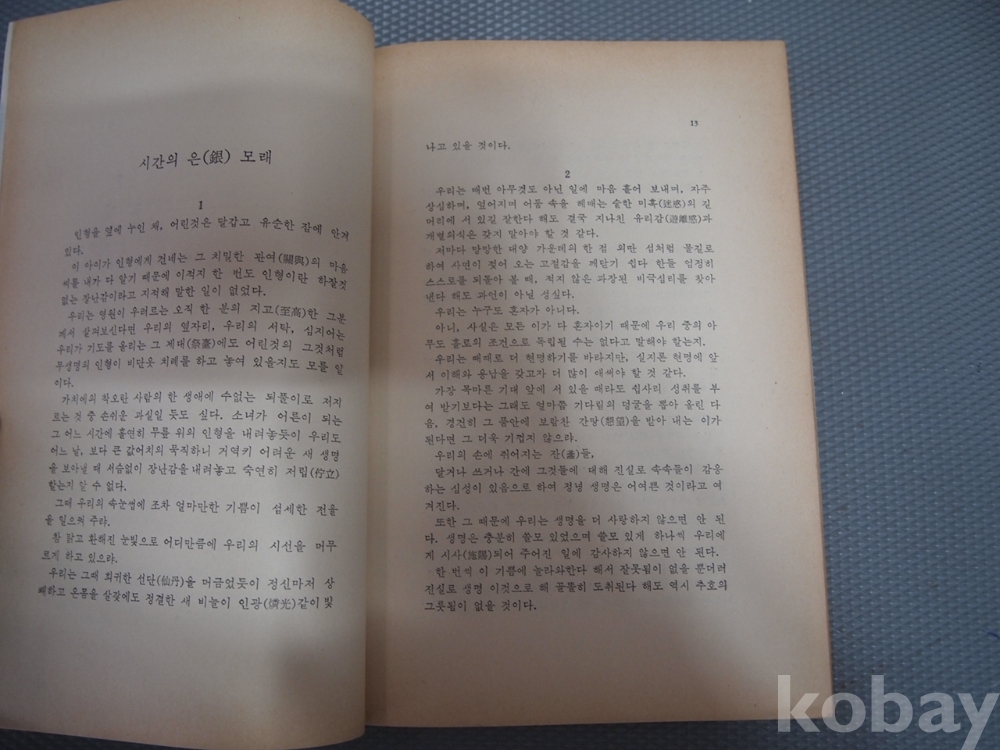 시간의 은(銀) 모래
1
인형을 옆에 누인 채, 어린것은 말갛고 유순한 잠에 안겨
있다.
이 아이가 인형에게 건네는 그 치밀한 관여(關與)의 마음
씨를 내가 다 알기 때문에 이적지 한 번도 인형이란 하잘것
없는 장난감이라고 지적해 말한 일이 없었다.
우리는 영원이 우러르는 오직 한 분의 지고(至高)한 그분
께서 살펴보신다면 우리의 옆자리, 우리의 서탁, 심지어는
우리가 기도를 올리는 그 제대(祭臺)에도 어린것의 그것처럼
무생명의 인형이 비단옷 치례를 하고 놓여 있을지도 모를 일
이다.
가치에의 착오란 사람의 한 생애에 수없는 되풀이로 저지
르는 것 중 손쉬운 과실일 듯도 싶다. 소녀가 어른이 되는
그 어느 시간에 홀연히 무릎 위의 인형을 내려놓듯이 우리도
어느 날, 보다 큰 값어치의 묵직하니 거역키 어려운 새 생명
을 보아낼 때 서슴없이 장난감을 내려놓고 숙연히 저립(佇立)
할는지 알 수 없다.
그때 우리의 속눈썹에 조차 얼마만한 기쁨이 섬세한 전율
을 일으켜 주랴.
참 맑고 환해진 눈빛으로 어디만큼에 우리의 시선을 머무
르게 하고 있으랴.
우리는 그때 희귀한 선단(仙丹)을 머금었듯이 정신마저 상
쾌하고 온몸을 살갗에도 정결한 새 비늘이 인광(燐光)같이 빛
13
나고 있을 것이다.
2
우리는 매번 아무것도 아닌 일에 마음 흩어 보내며, 자주
상심하며, 엎어지며 어둠 속을 헤매는 숱한 미혹(迷惑)의 길
머리에 서 있길 잘한다 해도 결국 지나친 유리감(遊離感)과
개별의식은 갖지 말아야 할 것 같다.
저마다 망망한 대양 가운데의 한 점 외딴 섬처럼 물길로
하여 사면이 젖어 오는 고절감을 깨닫기 쉽다 한들 엄정히
스스로를 되돌아 볼 때, 적지 않은 과장된 비극심리를 찾아
낸다 해도 과언이 아닐 성싶다.
우리는 누구도 혼자가 아니다.
아니, 사실은 모든 이가 다 혼자이기 때문에 우리 중의 아
무도 홀로의 조건으로 독립될 수는 없다고 말해야 할는지.
우리는 때때로 더 현명하기를 바라지만, 실지론 현명에 앞
서 이해와 용납을 갖고자 더 많이 애써야 할 것 같다.
가장 목마른 기대 앞에 서 있을 때라도 쉽사리 성취를 부
여 받기보다는 그래도 얼마쯤 기다림의 덩굴을 뽑아 올린 다
음, 경건히 그 품안에 보람찬 간망(懇望)을 받아 내는 이가
된다면 그 더욱 기껍지 않으랴.
우리의 손에 쥐어지는 잔(盞)들,
달거나 쓰거나 간에 그것들에 대해 진실로 속속들이 감응
하는 심성이 있음으로 하여 정녕 생명은 어여쁜 것이라고 여
겨진다.
또한 그 때문에 우리는 생명을 더 사랑하지 않으면 안 된
다. 생명은 충분히 쓸모 있었으며 쓸모 있게 하나씩 우리에
게 시사(施賜)되어 주어진 일에 감사하지 않으면 안 된다.
한 번씩 이 기쁨에 놀라와한다 해서 잘못됨이 없을 뿐더러
진실로 생명 이것으로 해 골똘히 도취된다 해도 역시 추호의
그릇됨이 없을 것이다.
kobay